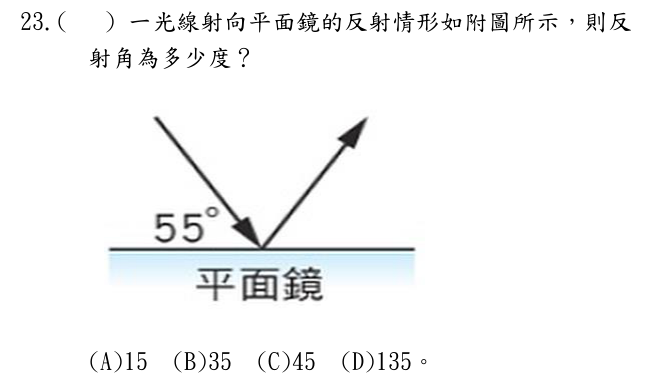 23.(　　)一光線射向平面鏡的反射情形如附圖所示，則反
射角為多少度？
55°
平面鏡
(A)15　(B)35　(C)45　(D)135。